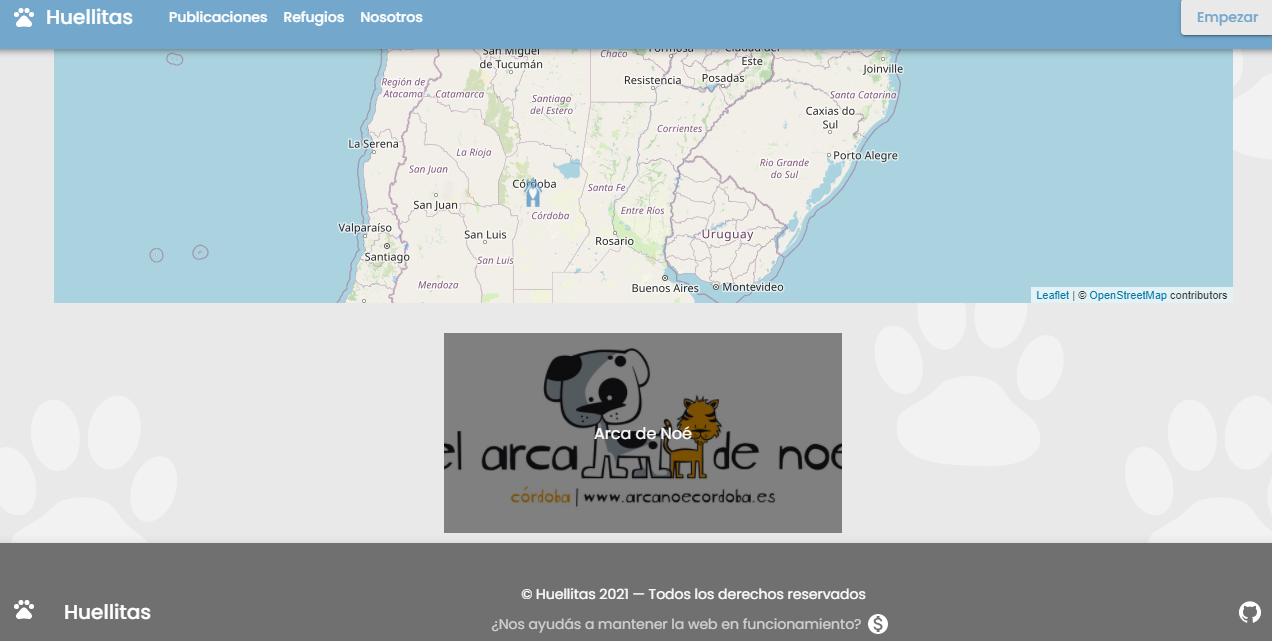 Huellitas
Publicaciones Refugios Nosotros
Empezar
San Miguel
de Tucumán
Chaco
Formosa
Ciudad del
Este
Joinville
Región de
Atacama
Catamarca
Santiago
del Estero
Resistencia
Posadas
Santa Catarina
Caxias do
Sul
Corrientes
La Serena
La Rioja
San Juan
Porto Alegre
Rio Grande
do Sul
Córdoba
Santa Fe
San Juan
Córdoba
Entre Ríos
Valparaíso
San Luis
Rosario
Uruguay
Santiago
San Luis
Mendoza
Buenos Aires
Montevideo
Leaflet | © OpenStreetMap contributors
Arca de Noé
el arca de noe
córdoba | www.arcanoecordoba.es
Huellitas
© Huellitas 2021 — Todos los derechos reservados
¿Nos ayudás a mantener la web en funcionamiento?